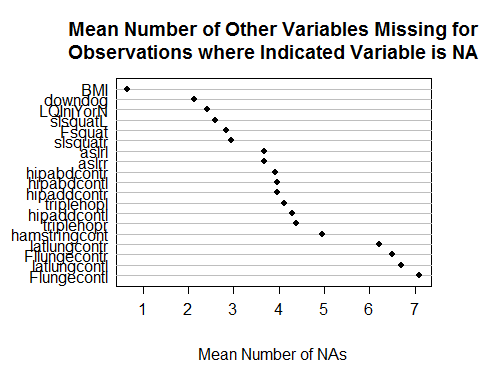 Mean Number of Other Variables Missing for
Observations where Indicated Variable is NA
BMI
downdog
LQInjYorN
slsquatL
Fsquat
slsquatr
aslrl
aslrr
hipabdcontr
hipabdcontl
hipaddcontr
triplehopl
hipaddcontl
triplehopr
hamstringcont
latlungcontr
Fllungecontr
latlungcontl
Flungecontl
1 2 3 4 5 6 7
Mean Number of NAs